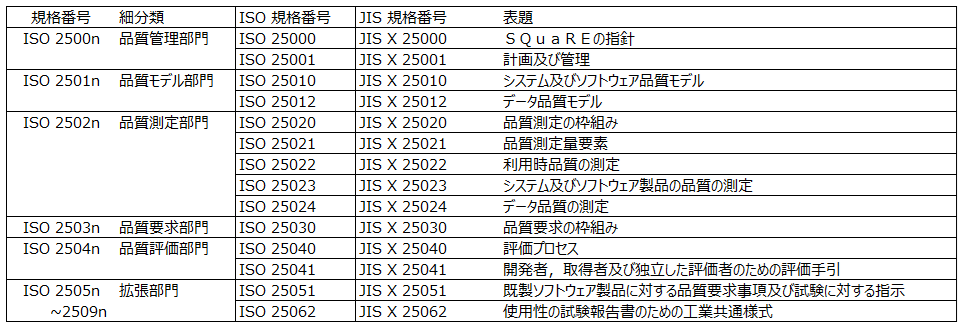 規格番号 細分類 ISO 規格番号 JIS 規格番号 表題
ISO 2500n 品質管理部門 ISO 25000 JIS X 25000 ＳＱｕａＲＥの指針
ISO 25001 JIS X 25001 計画及び管理
ISO 2501n 品質モデル部門 ISO 25010 JIS X 25010 システム及びソフトウェア品質モデル
ISO 25012 JIS X 25012 データ品質モデル
ISO 2502n 品質測定部門 ISO 25020 JIS X 25020 品質測定の枠組み
ISO 25021 JIS X 25021 品質測定量要素
ISO 25022 JIS X 25022 利用時品質の測定
ISO 25023 JIS X 25023 システム及びソフトウェア製品の品質の測定
ISO 25024 JIS X 25024 データ品質の測定
ISO 2503n 品質要求部門 ISO 25030 JIS X 25030 品質要求の枠組み
ISO 2504n 品質評価部門 ISO 25040 JIS X 25040 評価プロセス
ISO 25041 JIS X 25041 開発者，取得者及び独立した評価者のための評価手引
ISO 2505n 拡張部門 ISO 25051 JIS X 25051 既製ソフトウェア製品に対する品質要求事項及び試験に対する指示
~2509n ISO 25062 JIS X 25062 使用性の試験報告書のための工業共通様式